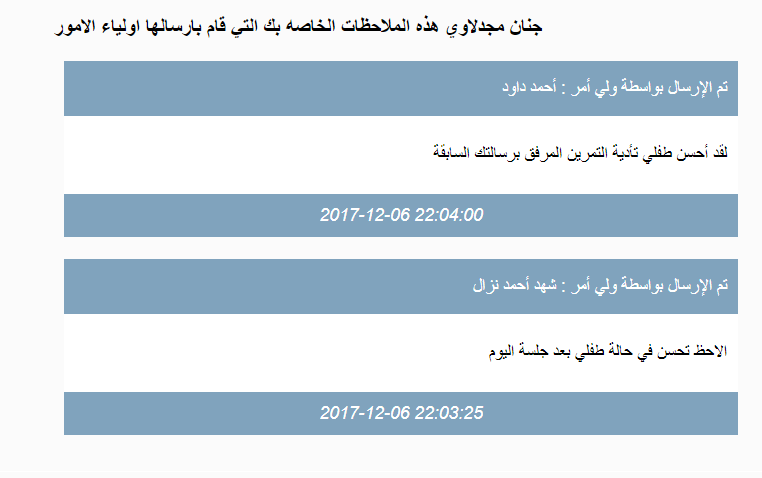 جنان مجدلاوي هذه الملاحظات الخاصه بك التي قام بارسالها اولياء الامور
تم الإرسال بواسطة ولي أمر : أحمد داود
لقد أحسن طفلي تأدية التمرين المرفق برسالتك السابقة
2017-12-06 22:04:00
تم الإرسال بواسطة ولي أمر : شهد أحمد نزال
الاحظ تحسن في حالة طفلي بعد جلسة اليوم
2017-12-06 22:03:25